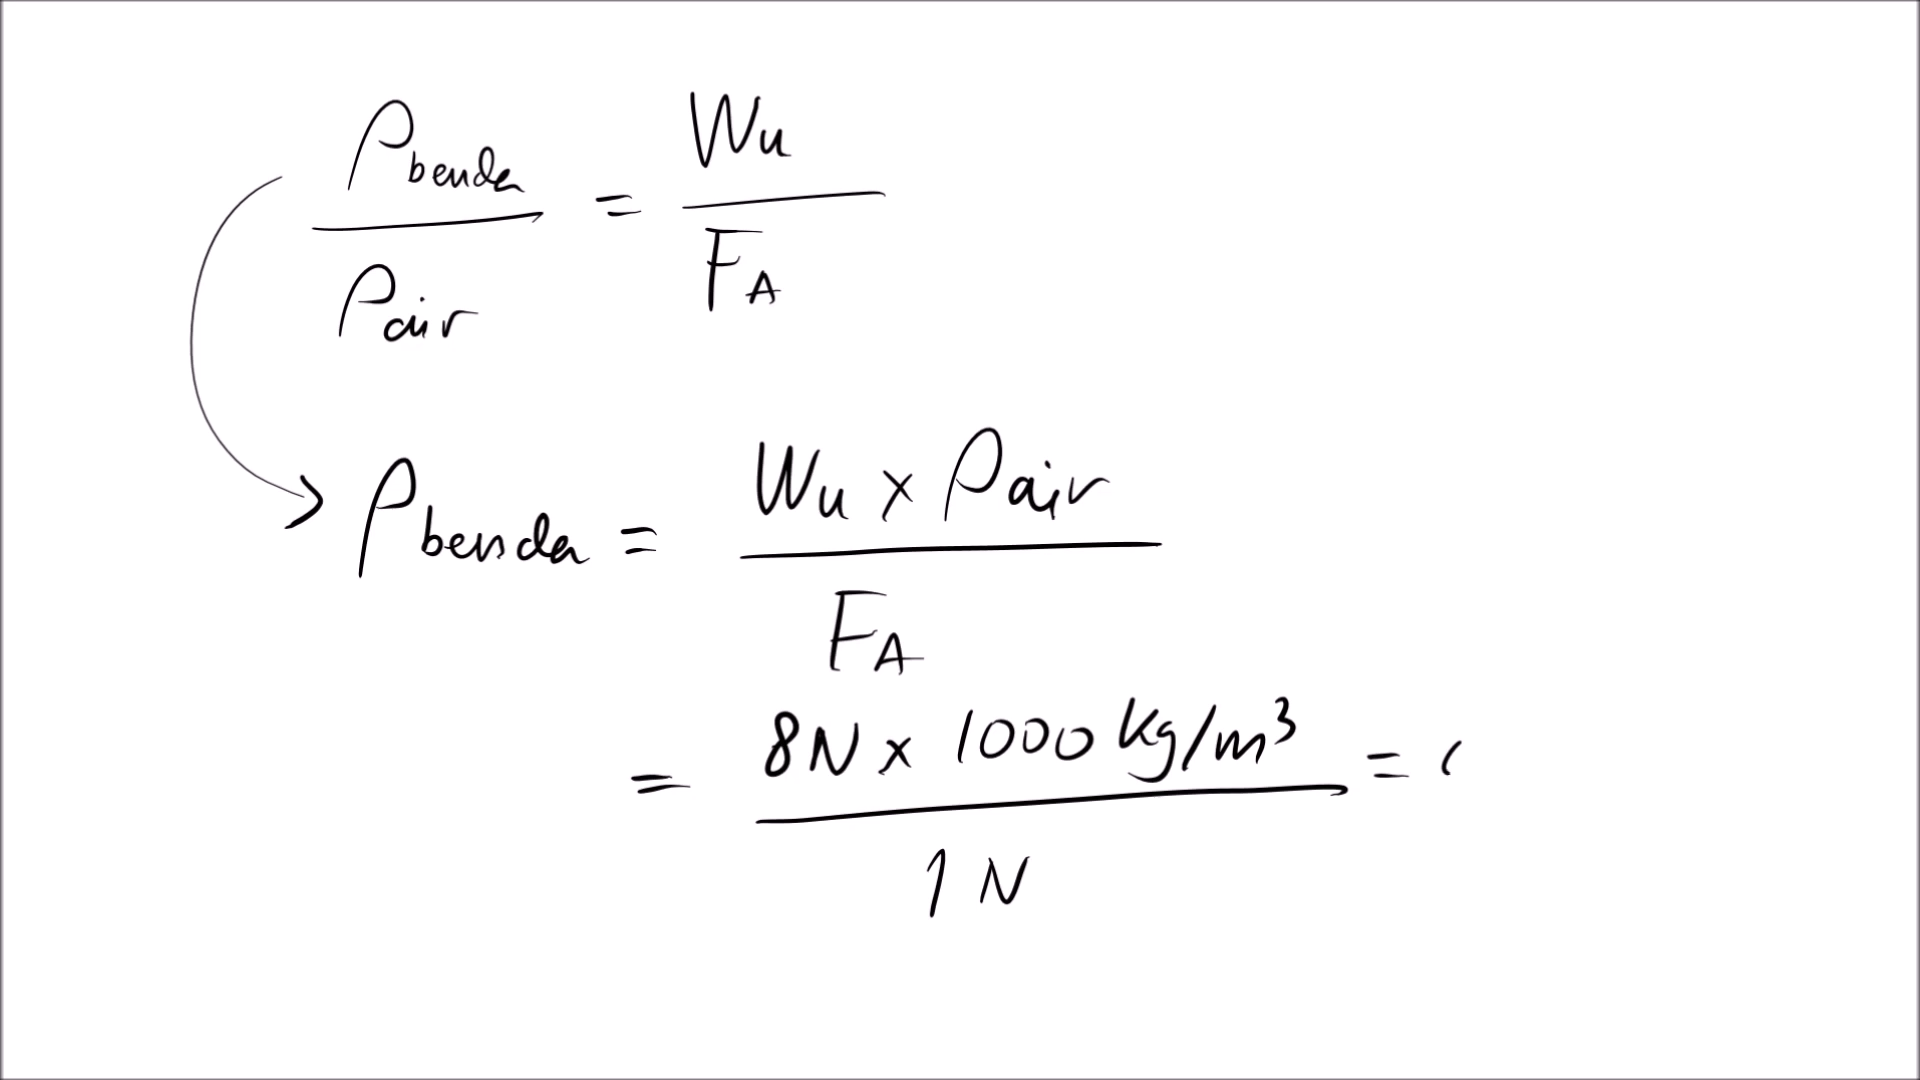 ρbenda / ρair = Wu / FA
ρbenda = Wu x ρair / FA
= 8N x 1000 kg/m³ / 1 N =